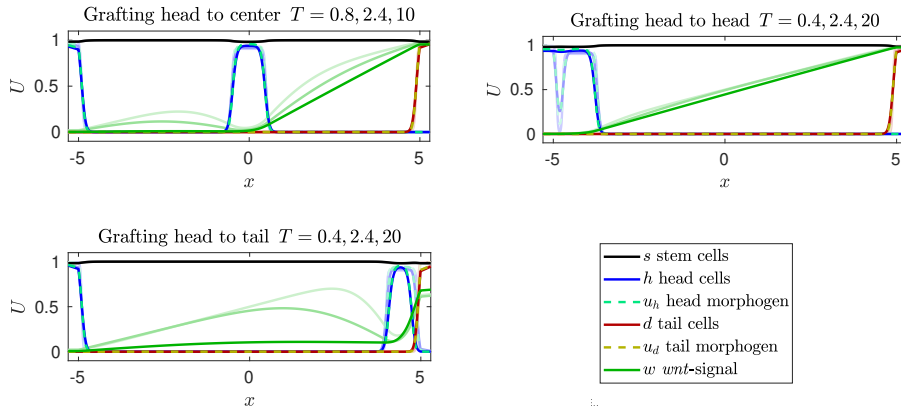 Grafting head to center T = 0.8, 2.4, 10
1
0.5
0
U
-5 0 5
x
Grafting head to head T = 0.4, 2.4, 20
1
0.5
0
U
-5 0 5
x
Grafting head to tail T = 0.4, 2.4, 20
1
0.5
0
U
-5 0 5
x
s stem cells
h head cells
u_h head morphogen
d tail cells
u_d tail morphogen
w wnt-signal